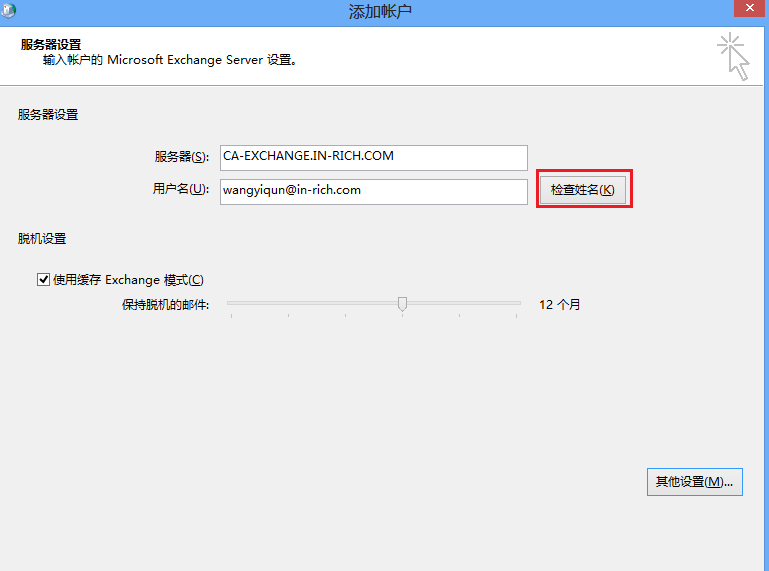 添加帐户
服务器设置
输入帐户的 Microsoft Exchange Server 设置。
服务器设置
服务器(S): CA-EXCHANGE.IN-RICH.COM
用户名(U): wangyiqun@in-rich.com 检查姓名(K)
脱机设置
使用缓存 Exchange 模式(C)
保持脱机的邮件: 12 个月
其他设置(M)...